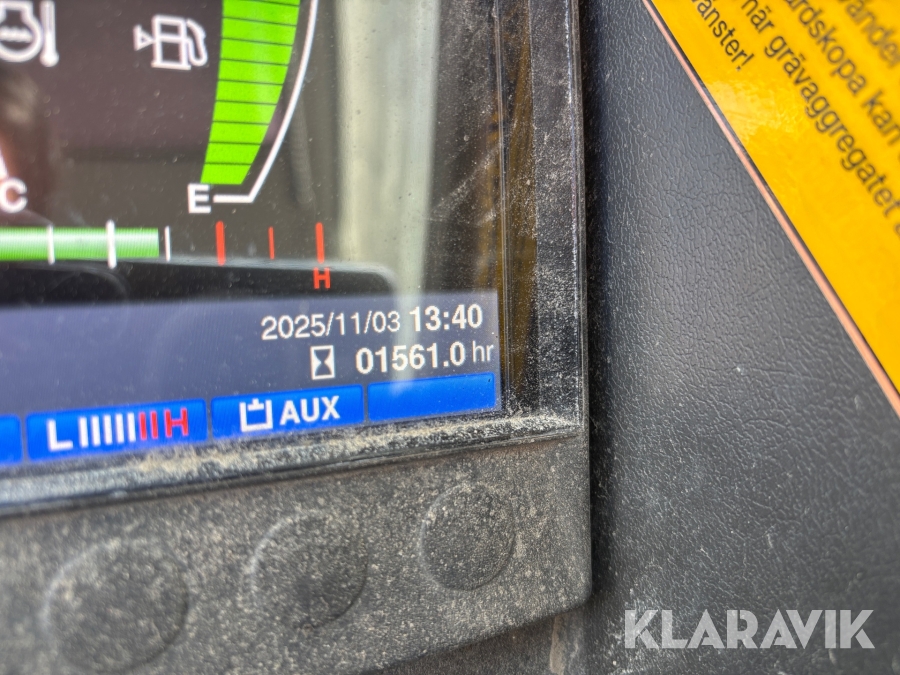 C
E
H
2025/11/03 13:40
01561.0 hr
L H
AUX
när grävaggregatet
vänster!
KLARAVIK